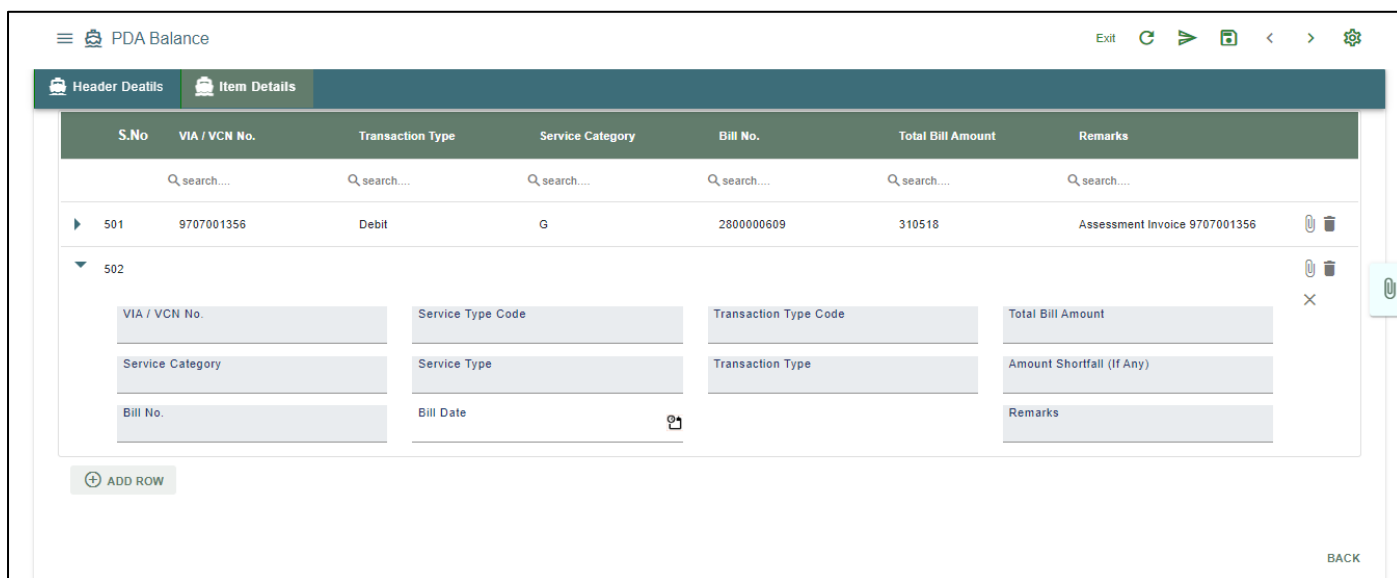 PDA Balance Exit
Header Deatils Item Details
S.No VIA / VCN No. Transaction Type Service Category Bill No. Total Bill Amount Remarks
search.... search.... search.... search.... search.... search....
501 9707001356 Debit G 2800000609 310518 Assessment Invoice 9707001356
502
VIA / VCN No. Service Type Code Transaction Type Code Total Bill Amount
Service Category Service Type Transaction Type Amount Shortfall (If Any)
Bill No. Bill Date Remarks
ADD ROW
BACK